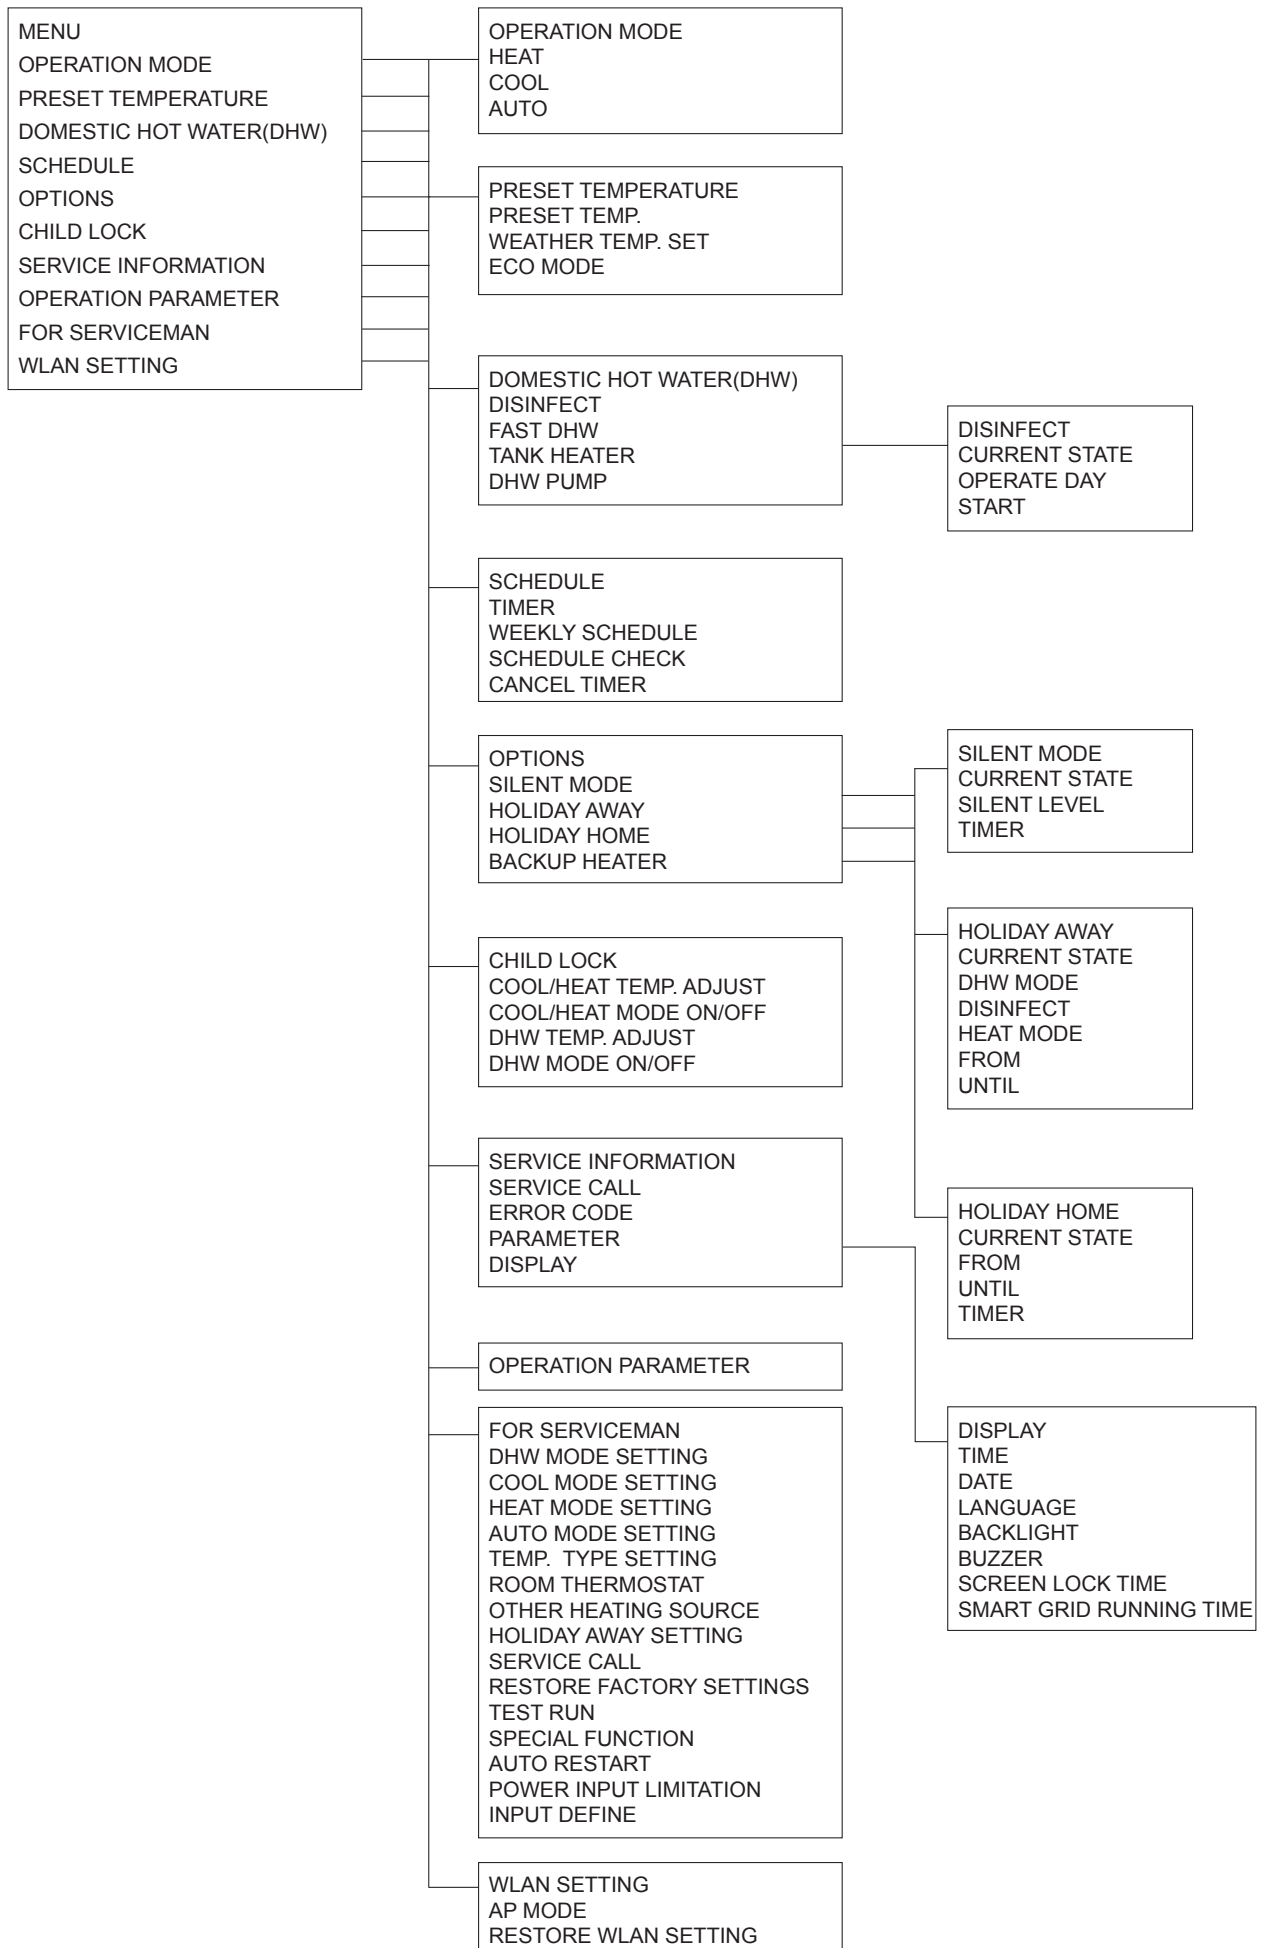 MENU
OPERATION MODE
PRESET TEMPERATURE
DOMESTIC HOT WATER(DHW)
SCHEDULE
OPTIONS
CHILD LOCK
SERVICE INFORMATION
OPERATION PARAMETER
FOR SERVICEMAN
WLAN SETTING
OPERATION MODE
HEAT
COOL
AUTO
PRESET TEMPERATURE
PRESET TEMP.
WEATHER TEMP. SET
ECO MODE
DOMESTIC HOT WATER(DHW)
DISINFECT
FAST DHW
TANK HEATER
DHW PUMP
DISINFECT
CURRENT STATE
OPERATE DAY
START
SCHEDULE
TIMER
WEEKLY SCHEDULE
SCHEDULE CHECK
CANCEL TIMER
OPTIONS
SILENT MODE
HOLIDAY AWAY
HOLIDAY HOME
BACKUP HEATER
SILENT MODE
CURRENT STATE
SILENT LEVEL
TIMER
HOLIDAY AWAY
CURRENT STATE
DHW MODE
DISINFECT
HEAT MODE
FROM
UNTIL
HOLIDAY HOME
CURRENT STATE
FROM
UNTIL
TIMER
CHILD LOCK
COOL/HEAT TEMP. ADJUST
COOL/HEAT MODE ON/OFF
DHW TEMP. ADJUST
DHW MODE ON/OFF
SERVICE INFORMATION
SERVICE CALL
ERROR CODE
PARAMETER
DISPLAY
DISPLAY
TIME
DATE
LANGUAGE
BACKLIGHT
BUZZER
SCREEN LOCK TIME
SMART GRID RUNNING TIME
OPERATION PARAMETER
FOR SERVICEMAN
DHW MODE SETTING
COOL MODE SETTING
HEAT MODE SETTING
AUTO MODE SETTING
TEMP.  TYPE SETTING
ROOM THERMOSTAT
OTHER HEATING SOURCE
HOLIDAY AWAY SETTING
SERVICE CALL
RESTORE FACTORY SETTINGS
TEST RUN
SPECIAL FUNCTION
AUTO RESTART
POWER INPUT LIMITATION
INPUT DEFINE
WLAN SETTING
AP MODE
RESTORE WLAN SETTING